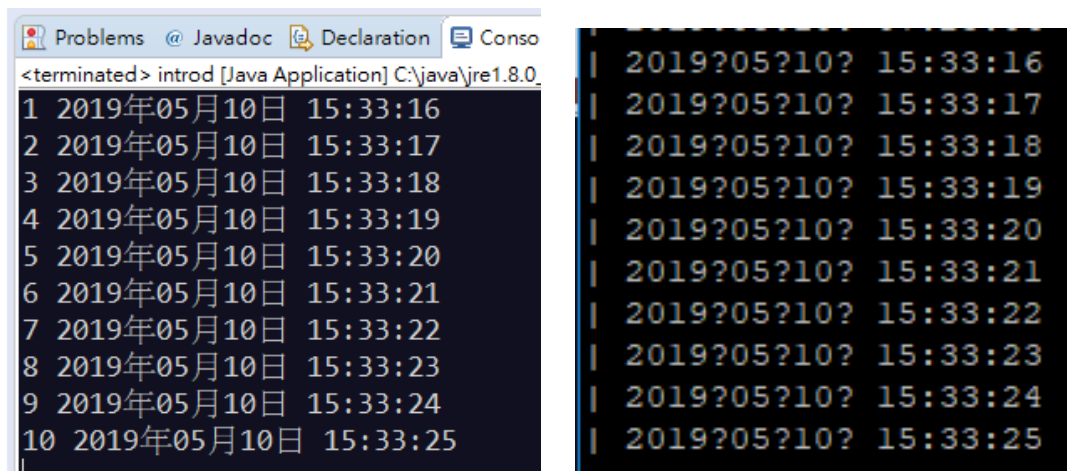 Problems @ Javadoc Declaration Conso
<terminated> introd [Java Application] C:\java\jre1.8.0_
1 2019年05月10日 15:33:16
2 2019年05月10日 15:33:17
3 2019年05月10日 15:33:18
4 2019年05月10日 15:33:19
5 2019年05月10日 15:33:20
6 2019年05月10日 15:33:21
7 2019年05月10日 15:33:22
8 2019年05月10日 15:33:23
9 2019年05月10日 15:33:24
10 2019年05月10日 15:33:25
| 2019?05?10? 15:33:16
| 2019?05?10? 15:33:17
| 2019?05?10? 15:33:18
| 2019?05?10? 15:33:19
| 2019?05?10? 15:33:20
| 2019?05?10? 15:33:21
| 2019?05?10? 15:33:22
| 2019?05?10? 15:33:23
| 2019?05?10? 15:33:24
| 2019?05?10? 15:33:25